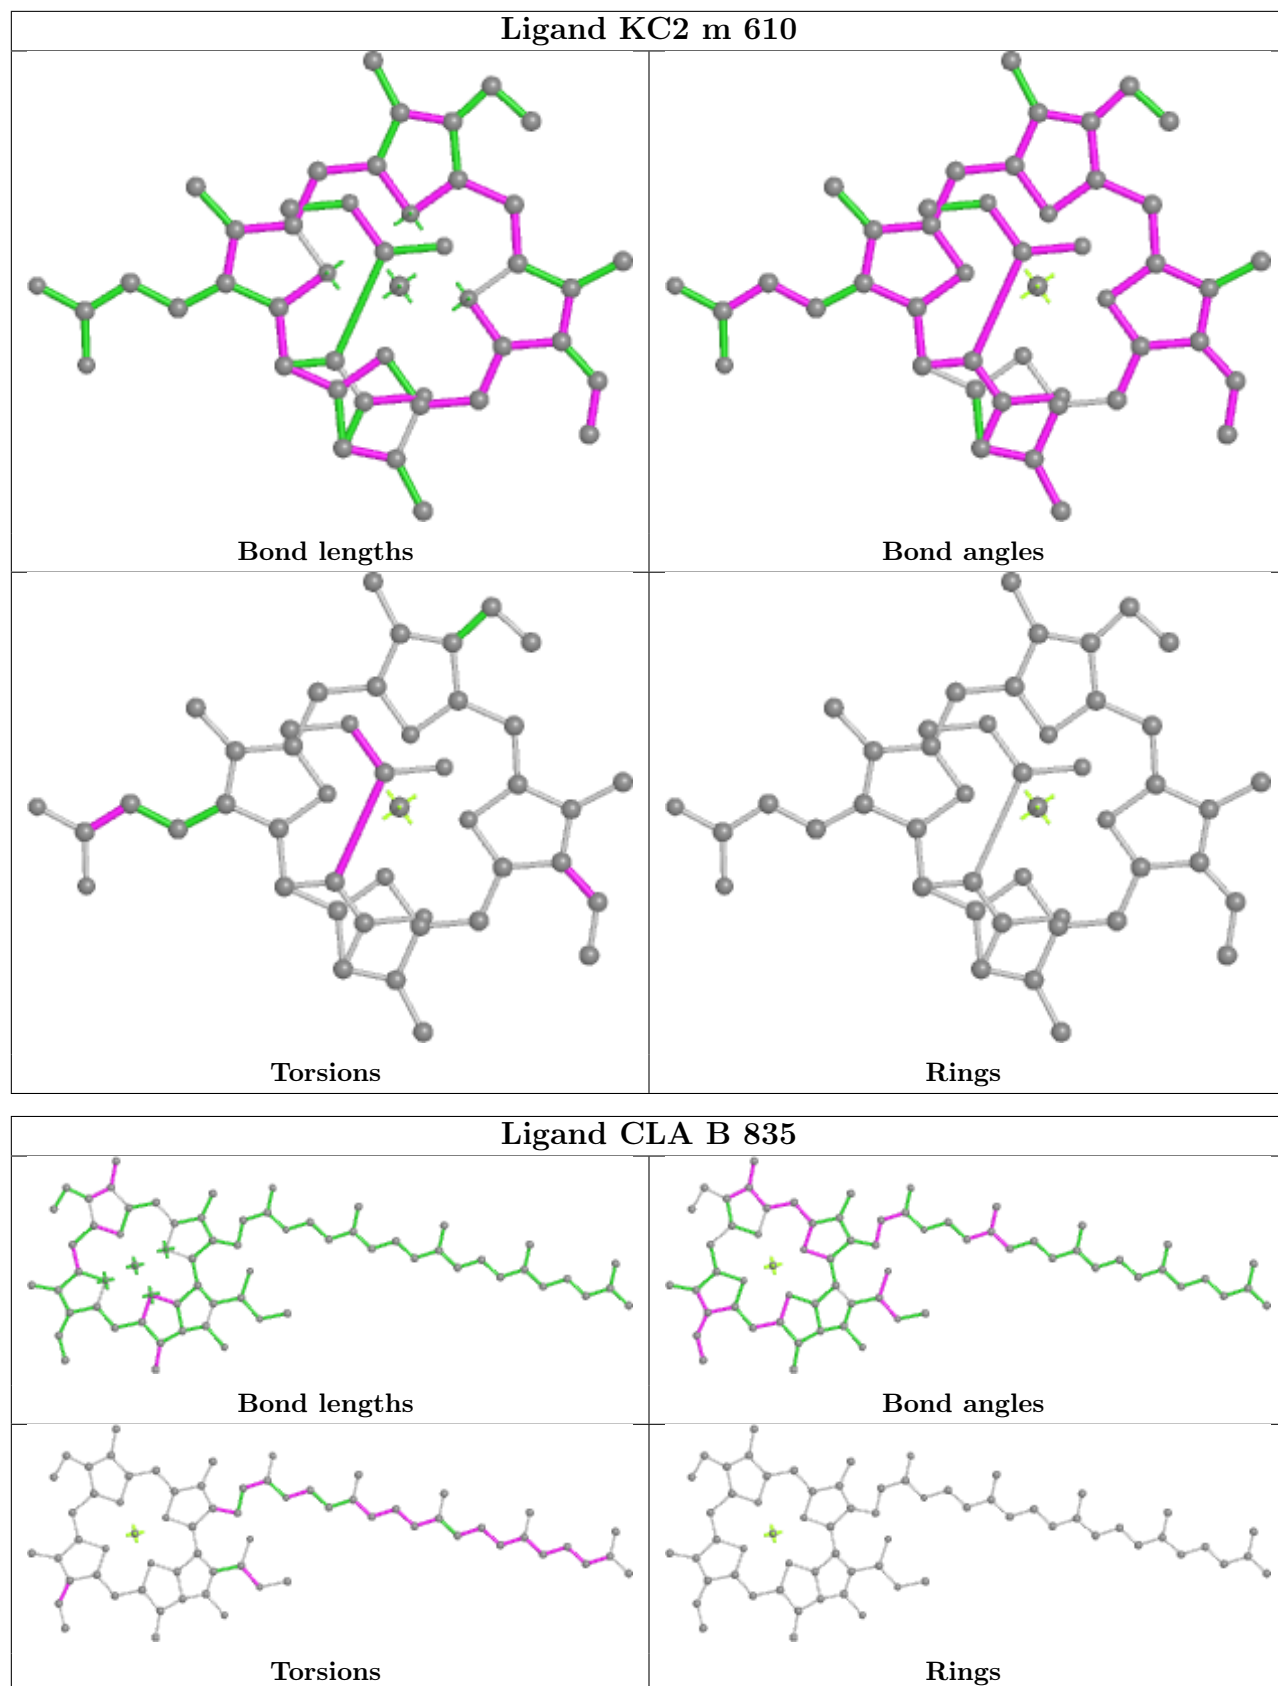 Ligand KC2 m 610
Bond lengths
Bond angles
Torsions
Rings
Ligand CLA B 835
Bond lengths
Bond angles
Torsions
Rings